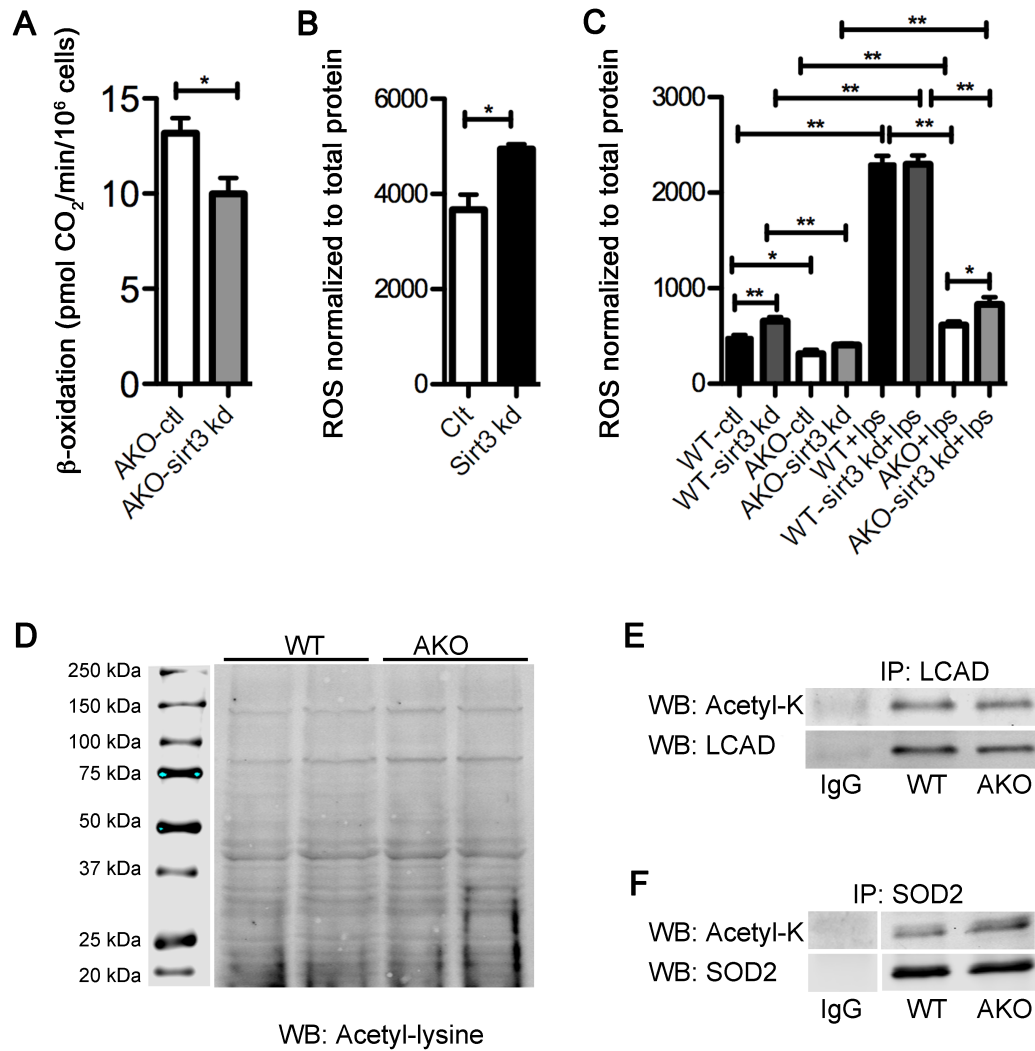 A
β-oxidation (pmol CO2/min/10⁶ cells)
15
10
5
0
*
AKO-ctl
AKO-sirt3 kd
B
ROS normalized to total protein
6000
4000
2000
0
*
Clt
Sirt3 kd
C
ROS normalized to total protein
3000
2000
1000
0
**
**
** **
** **
**
*
**
*
WT-ctl
WT-sirt3 kd
AKO-ctl
AKO-sirt3 kd
WT+lps
WT-sirt3 kd+lps
AKO+lps
AKO-sirt3 kd+lps
D
WT AKO
250 kDa
150 kDa
100 kDa
75 kDa
50 kDa
37 kDa
25 kDa
20 kDa
WB: Acetyl-lysine
E
IP: LCAD
WB: Acetyl-K
WB: LCAD
IgG WT AKO
F
IP: SOD2
WB: Acetyl-K
WB: SOD2
IgG WT AKO